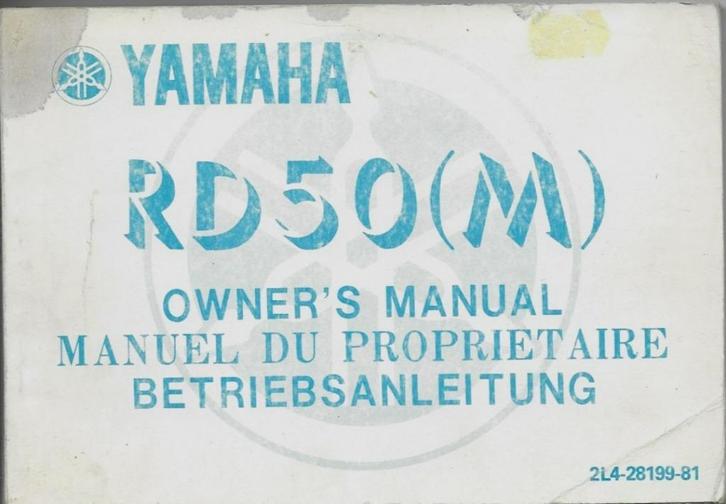 YAMAHA
RD50(M)
OWNER'S MANUAL
MANUEL DU PROPRIETAIRE
BETRIEBSANLEITUNG
2L4-28199-81